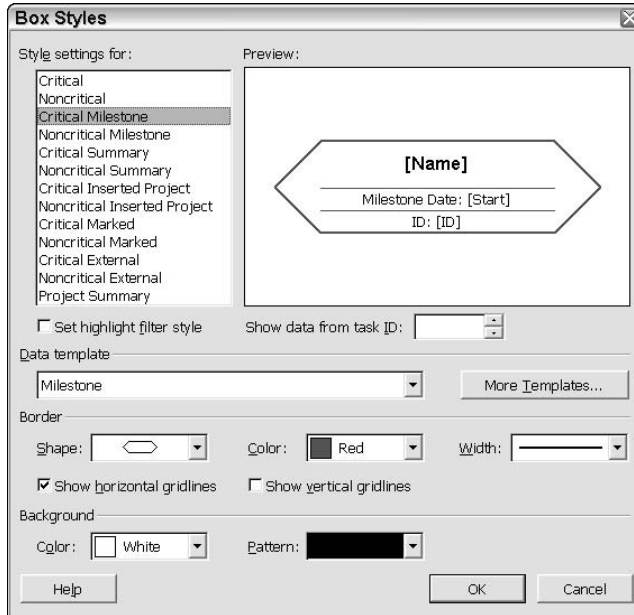 Box Styles
Style settings for:
Preview:
Critical
Noncritical
Critical Milestone
Noncritical Milestone
Critical Summary
Noncritical Summary
Critical Inserted Project
Noncritical Inserted Project
Critical Marked
Noncritical Marked
Critical External
Noncritical External
Project Summary
[Name]
Milestone Date: [Start]
ID: [ID]
Set highlight filter style
Show data from task ID:
Data template
Milestone
More Templates...
Border
Shape:
Color:
Red
Width:
Show horizontal gridlines
Show vertical gridlines
Background
Color:
White
Pattern:
Help
OK
Cancel